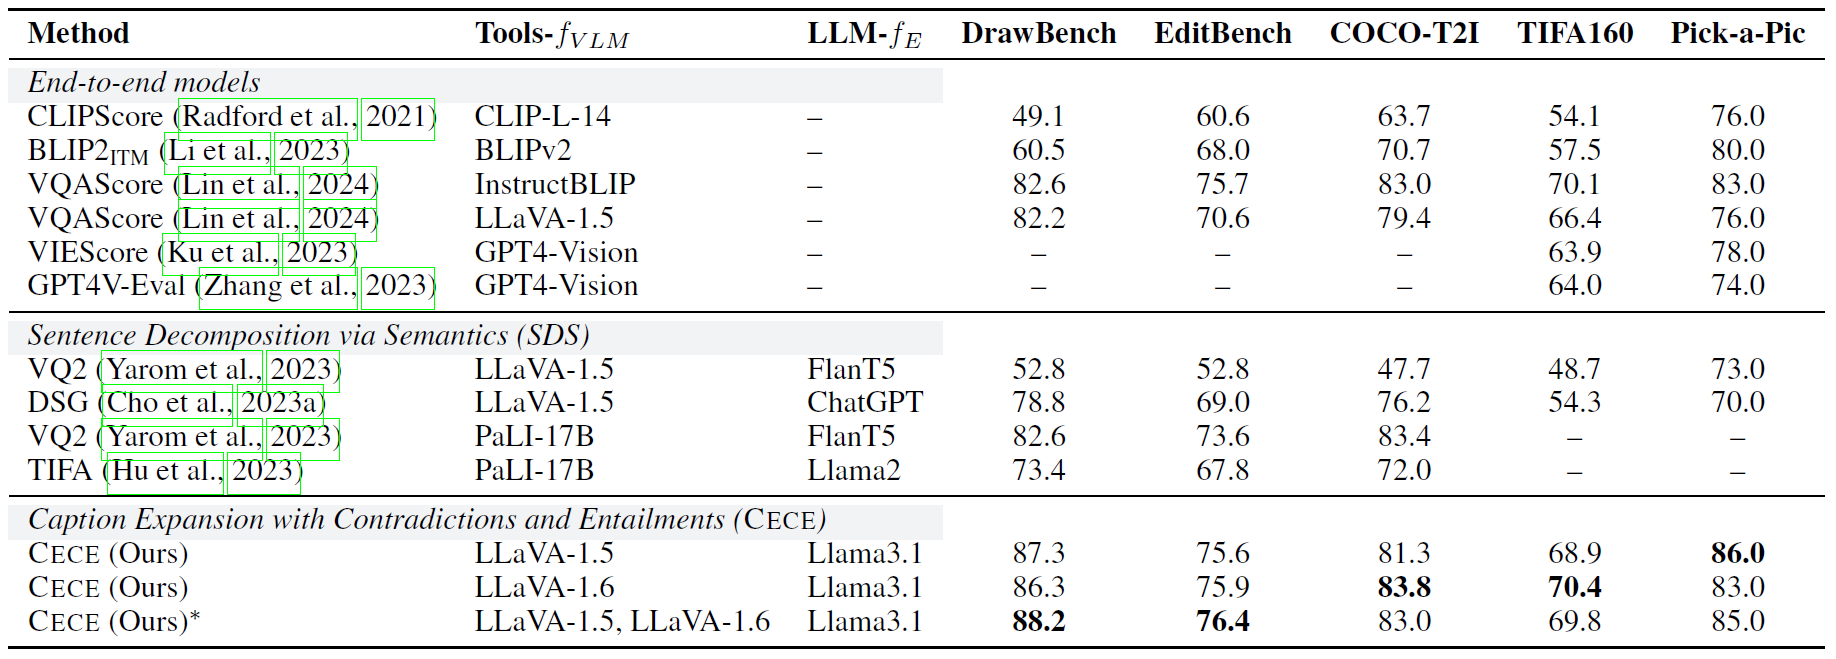 Method Tools-f_VLM LLM-f_E DrawBench EditBench COCO-T2I TIFA160 Pick-a-Pic
End-to-end models
CLIPScore (Radford et al., 2021) CLIP-L-14 – 49.1 60.6 63.7 54.1 76.0
BLIP2ITM (Li et al., 2023) BLIPv2 – 60.5 68.0 70.7 57.5 80.0
VQAScore (Lin et al., 2024) InstructBLIP – 82.6 75.7 83.0 70.1 83.0
VQAScore (Lin et al., 2024) LLaVA-1.5 – 82.2 70.6 79.4 66.4 76.0
VIEScore (Ku et al., 2023) GPT4-Vision – – – – 63.9 78.0
GPT4V-Eval (Zhang et al., 2023) GPT4-Vision – – – – 64.0 74.0
Sentence Decomposition via Semantics (SDS)
VQ2 (Yarom et al., 2023) LLaVA-1.5 FlanT5 52.8 52.8 47.7 48.7 73.0
DSG (Cho et al., 2023a) LLaVA-1.5 ChatGPT 78.8 69.0 76.2 54.3 70.0
VQ2 (Yarom et al., 2023) PaLI-17B FlanT5 82.6 73.6 83.4 – –
TIFA (Hu et al., 2023) PaLI-17B Llama2 73.4 67.8 72.0 – –
Caption Expansion with Contradictions and Entailments (CECE)
CECE (Ours) LLaVA-1.5 Llama3.1 87.3 75.6 81.3 68.9 86.0
CECE (Ours) LLaVA-1.6 Llama3.1 86.3 75.9 83.8 70.4 83.0
CECE (Ours)* LLaVA-1.5, LLaVA-1.6 Llama3.1 88.2 76.4 83.0 69.8 85.0